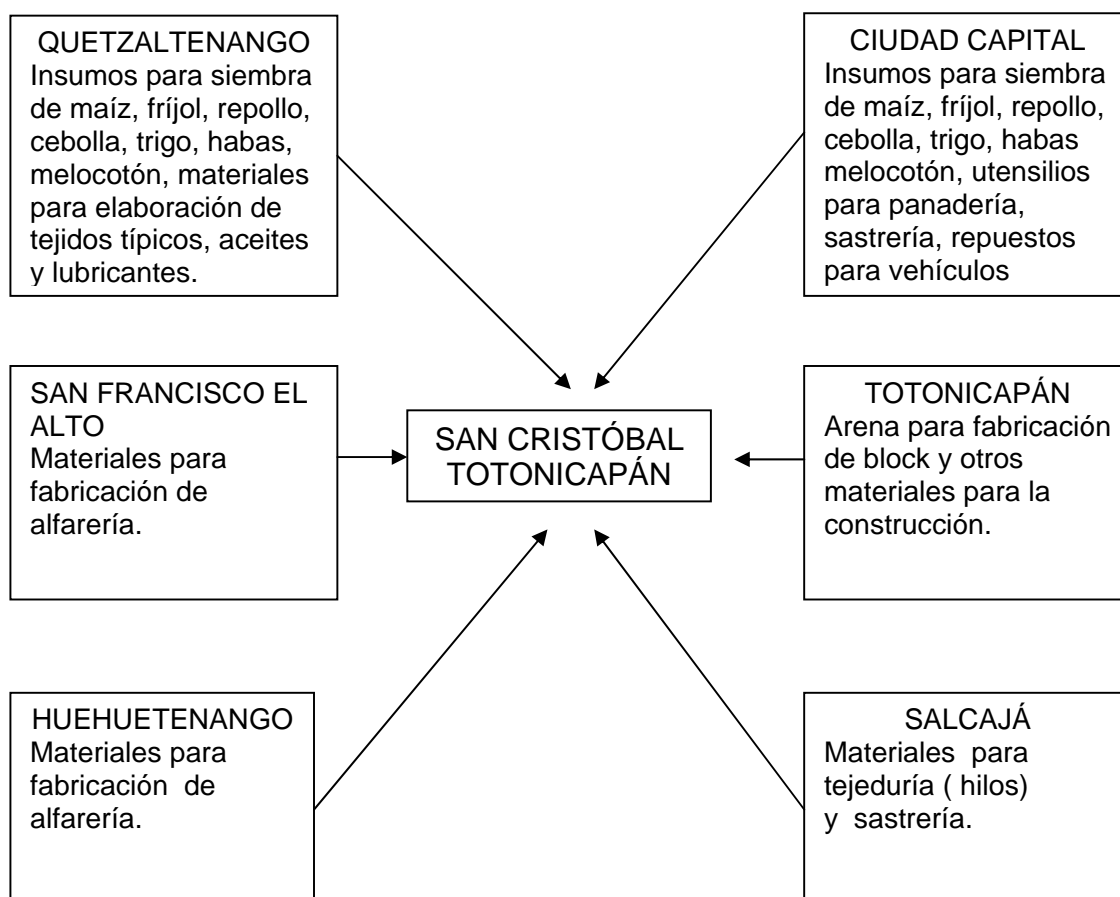 QUETZALTENANGO
Insumos para siembra
de maíz, fríjol, repollo,
cebolla, trigo, habas,
melocotón, materiales
para elaboración de
tejidos típicos, aceites
y lubricantes.
CIUDAD CAPITAL
Insumos para siembra
de maíz, fríjol, repollo,
cebolla, trigo, habas
melocotón, utensilios
para panadería,
sastrería, repuestos
para vehículos
SAN FRANCISCO EL
ALTO
Materiales para
fabricación de
alfarería.
SAN CRISTÓBAL
TOTONICAPÁN
TOTONICAPÁN
Arena para fabricación
de block y otros
materiales para la
construcción.
HUEHUETENANGO
Materiales para
fabricación de
alfarería.
SALCAJÁ
Materiales para
tejeduría ( hilos)
y sastrería.